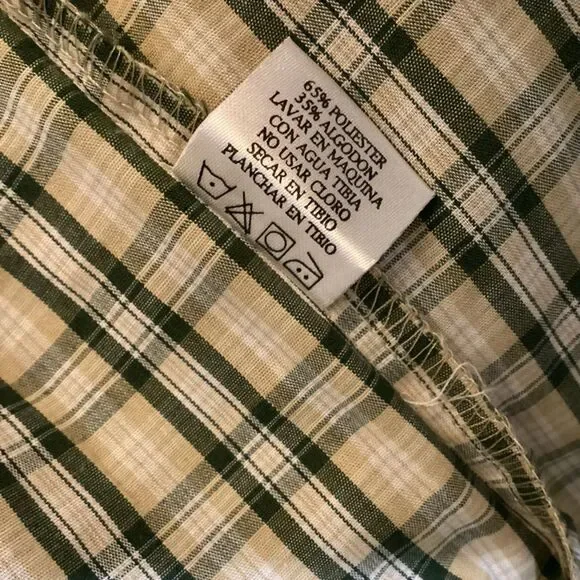 65% POLIESTER
35% ALGODON
LAVAR EN MAQUINA
CON AGUA TIBIA
NO USAR CLORO
SECAR EN TIBIO
PLANCHAR EN TIBIO